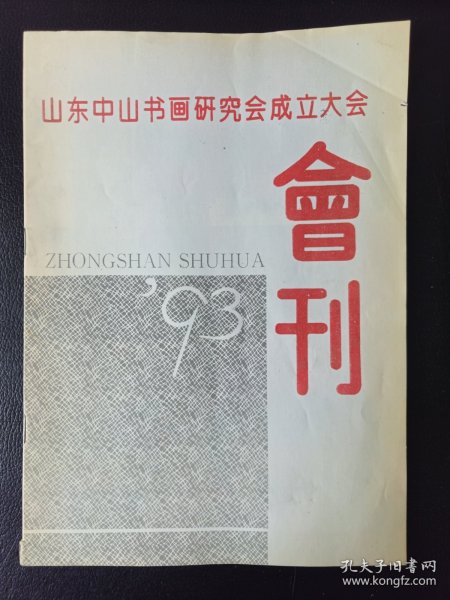 山东中山书画研究会成立大会
會刊
ZHONGSHAN SHUHUA
'93
孔夫子旧书网
www.kongfz.com